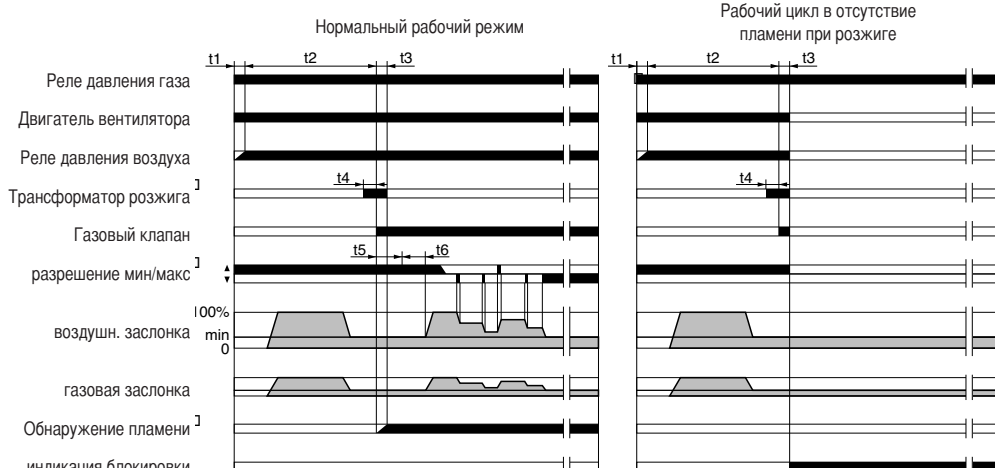 Нормальный рабочий режим
Рабочий цикл в отсутствие
пламени при розжиге
t1 t2 t3 t1 t2 t3
Реле давления газа
Двигатель вентилятора
Реле давления воздуха
t4 t4
Трансформатор розжига
Газовый клапан
t5 t6
разрешение мин/макс
100%
воздушн. заслонка min
0
газовая заслонка
Обнаружение пламени
индикация блокировки